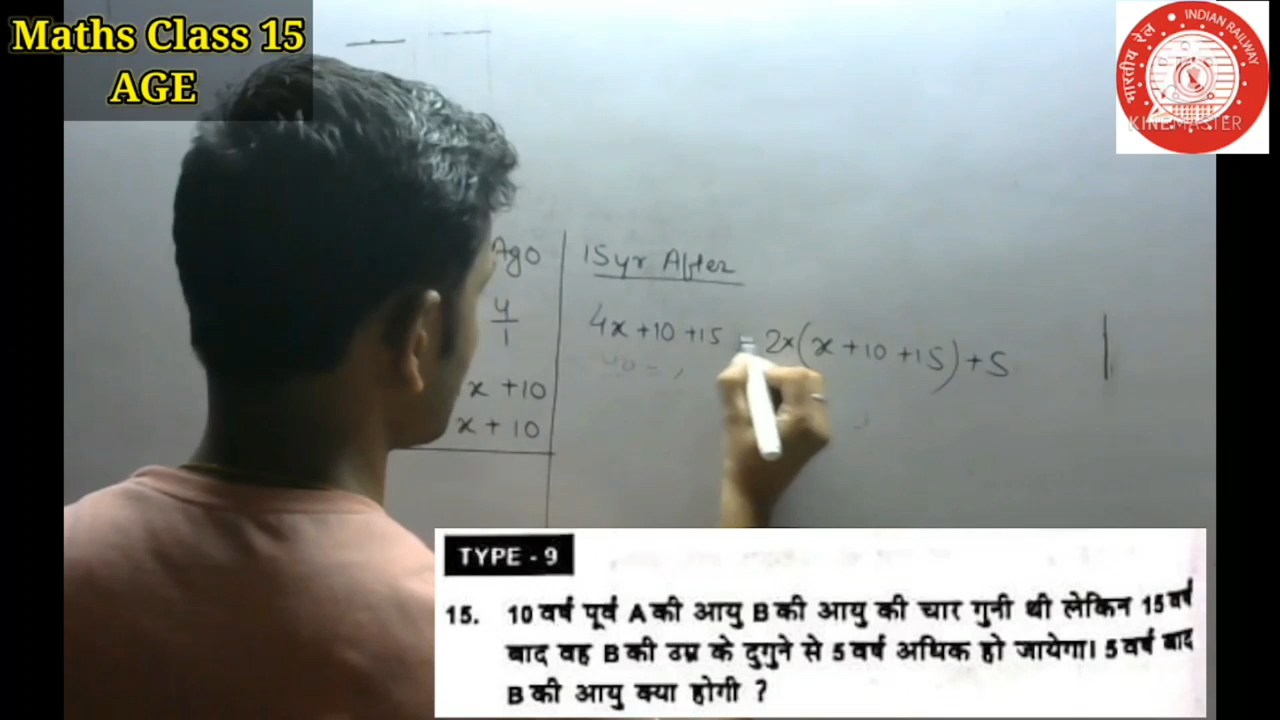 Maths Class 15
AGE
INDIAN RAILWAY
भारतीय रेल
KINEMASTER
Ago
15yr After
4
1
4x + 10 + 15 = 2×(x + 10 + 15) + 5
x + 10
x + 10
TYPE - 9
15. 10 वर्ष पूर्व A की आयु B की आयु की चार गुनी थी लेकिन 15 वर्ष
बाद वह B की उम्र के दुगुने से 5 वर्ष अधिक हो जायेगा। 5 वर्ष बाद
B की आयु क्या होगी ?